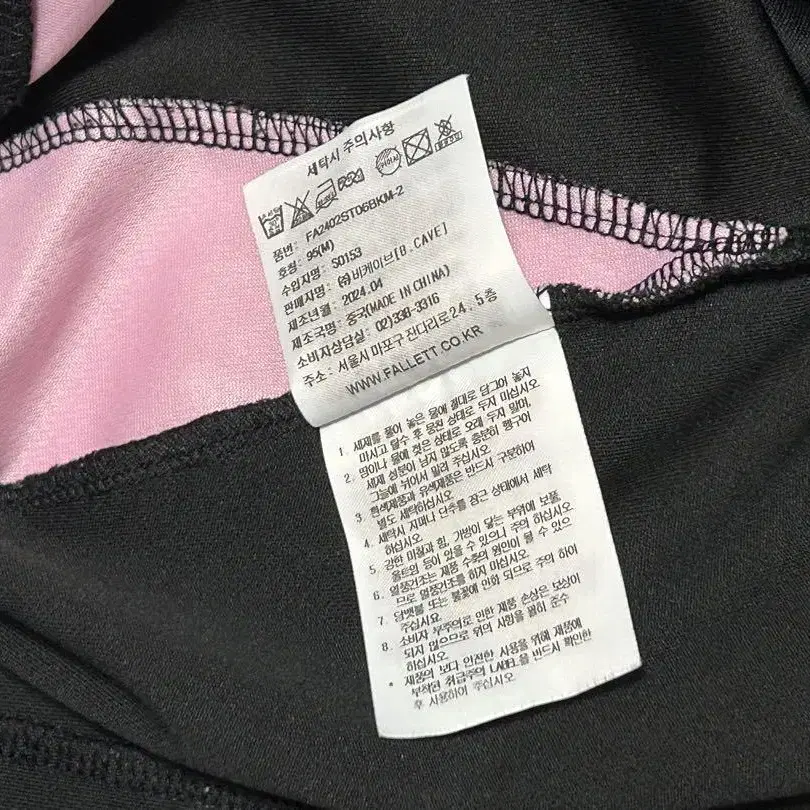 세탁시 주의사항
품번: FA2402ST06BKM-2
호칭: 95(M)
수입자명: S0153
판매자명: ㈜비케이브[B.CAVE]
제조년월: 2024.04
제조국명: 중국(MADE IN CHINA)
소비자상담실: 02)338-3316
주소: 서울시 마포구 잔다리로24, 5층
WWW.FALLETT.CO.KR
1. 세제를 풀어 놓은 물에 절대로 담그어 놓지
마시고 탈수 후 뭉친 상태로 두지 마십시오
2. 땀이나 물에 젖은 상태로 오래 두지 말며,
세제 성분이 남지 않도록 충분히 헹구어
그늘에 뉘어서 말려 주십시오.
3. 흰색제품과 유색제품은 반드시 구분하여
별도 세탁하십시오.
4. 세탁시 지퍼나 단추를 잠근 상태에서 세탁
하십시오.
5. 강한 마찰과 힘, 가방이 닿는 부위에 보풀,
올트임 등이 있을 수 있으니 주의 하십시오
6. 열풍건조는 제품 수축의 원인이 될 수 있으
므로 열풍건조를 하지 마십시오.
7. 담뱃불 또는 불꽃에 인화 되므로 주의 하여
주십시오.
8. 소비자 부주의로 인한 제품 손상은 보상이
되지 않으므로 위의 사항을 필히 준수
하십시오.
* 제품의 보다 안전한 사용을 위해 제품에
부착된 취급주의 LABEL을 반드시 확인한
후 사용하여 주십시오.